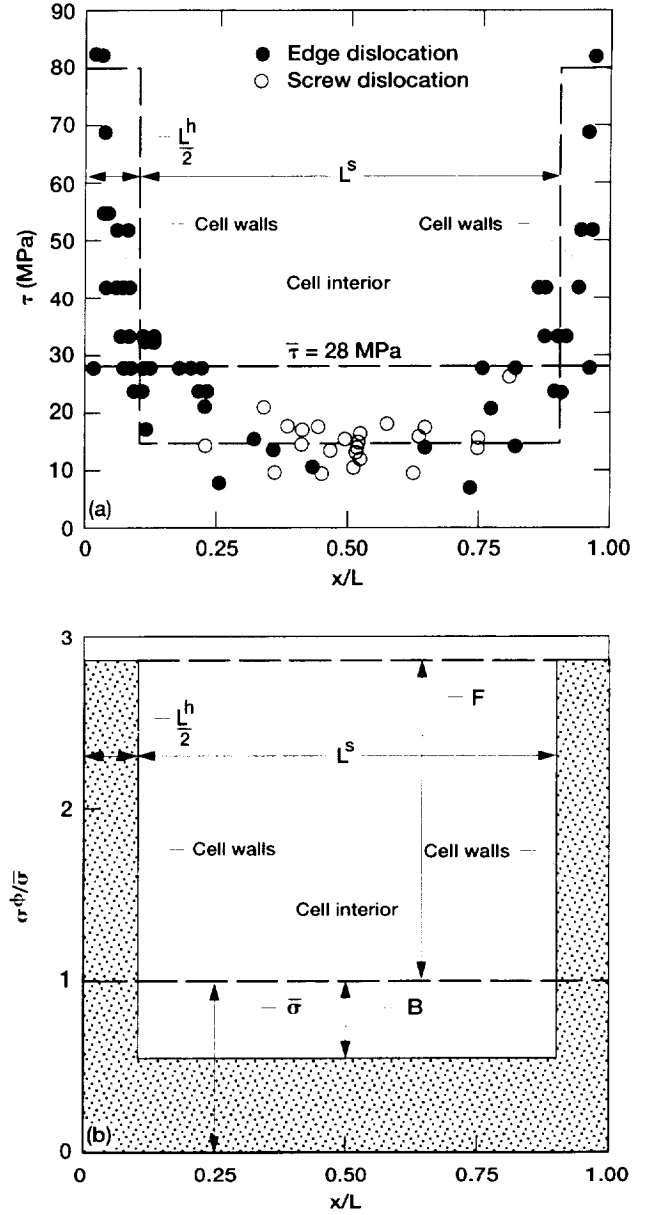 90
80
70
60
50
40
30
20
10
0
τ (MPa)
● Edge dislocation
○ Screw dislocation
L^h/2
L^s
Cell walls
Cell walls
Cell interior
τ̅ = 28 MPa
(a)
0 0.25 0.50 0.75 1.00
x/L
3
2
1
0
σ^ϕ/σ̅
F
L^h/2
L^s
Cell walls
Cell walls
Cell interior
σ̅
B
(b)
0 0.25 0.50 0.75 1.00
x/L